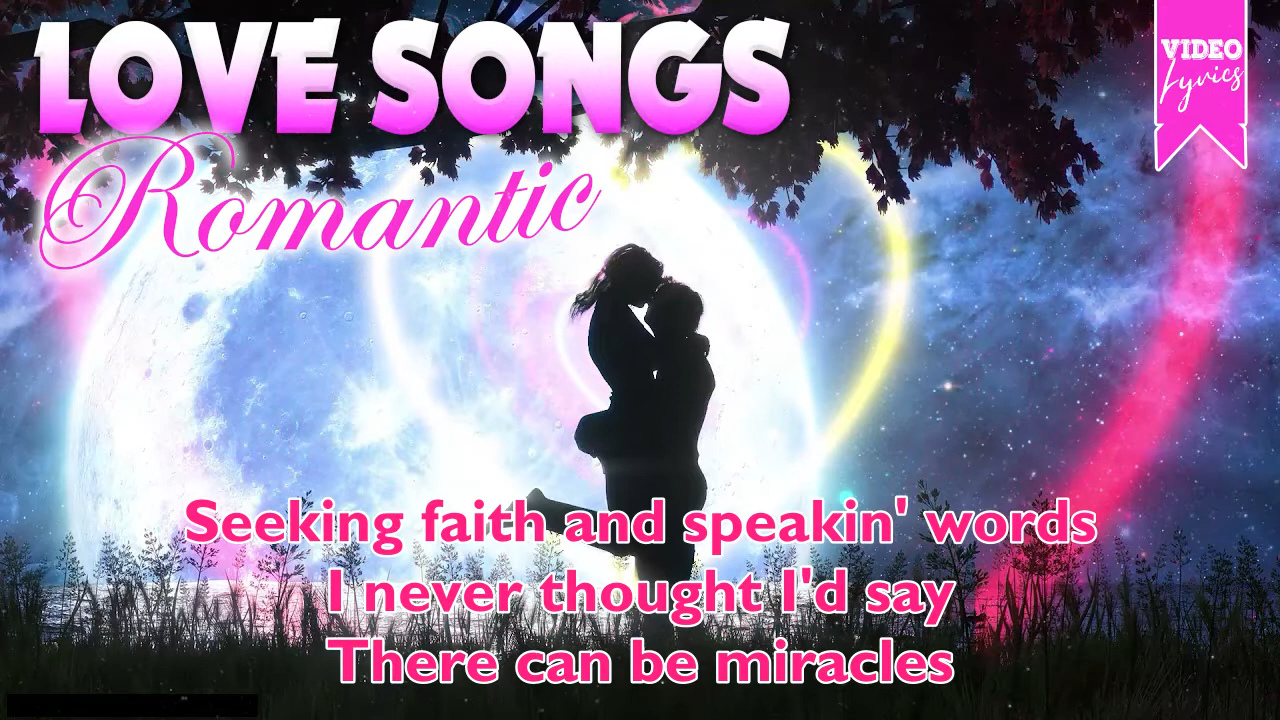 LOVE SONGS
Romantic
VIDEO
Lyrics
Seeking faith and speakin' words
I never thought I'd say
There can be miracles